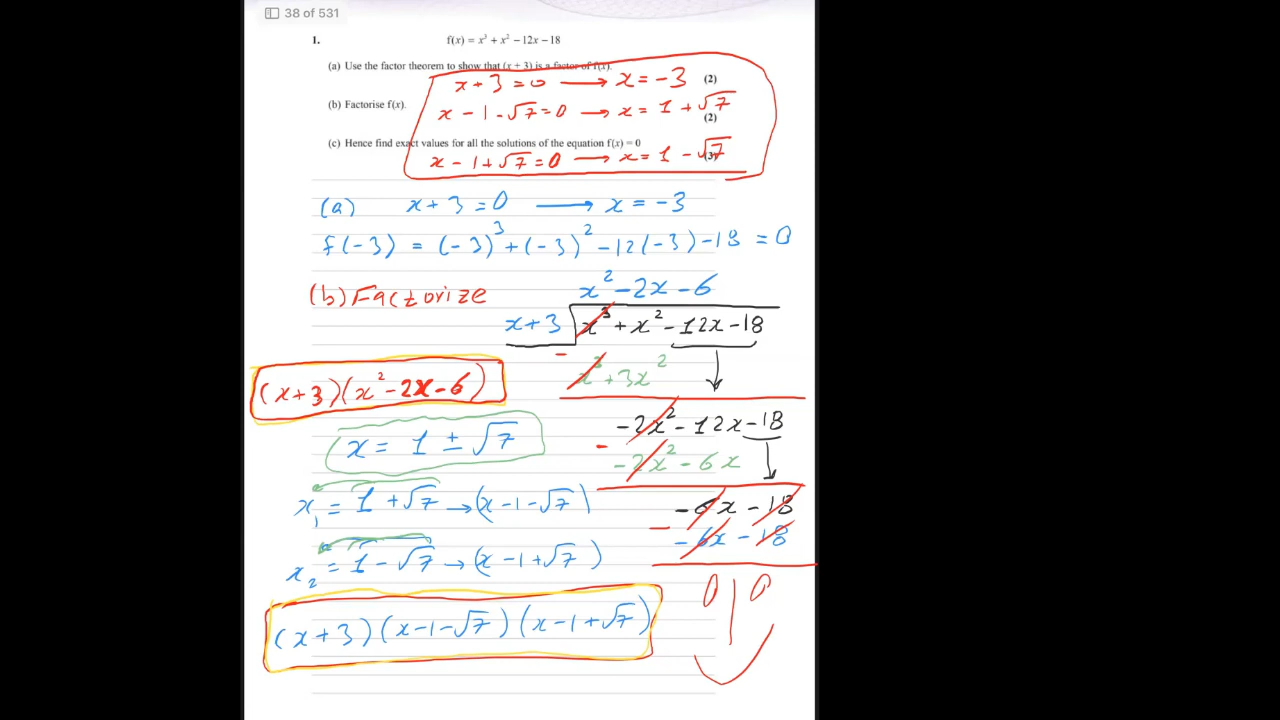 38 of 531
1. f(x) = x³ + x² − 12x − 18
(a) Use the factor theorem to show that (x + 3) is a factor of f(x).
x + 3 = 0 → x = −3 (2)
(b) Factorise f(x).
x − 1 − √7 = 0 → x = 1 + √7
(2)
(c) Hence find exact values for all the solutions of the equation f(x) = 0
x − 1 + √7 = 0 → x = 1 − √7 (3)
(a) x + 3 = 0 → x = −3
f(−3) = (−3)³ + (−3)² − 12(−3) − 18 = 0
(b) Factorize
x² − 2x − 6
x + 3 x³ + x² − 12x − 18
− x³ + 3x²
(x + 3)(x² − 2x − 6)
−2x² − 12x − 18
x = 1 ± √7
− −2x² − 6x
x₁ = 1 + √7 → (x − 1 − √7)
−6x − 18
− −6x − 18
x₂ = 1 − √7 → (x − 1 + √7)
0 | 0
(x + 3)(x − 1 − √7)(x − 1 + √7)